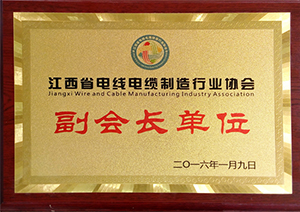 江西省电线电缆制造行业协会
Jiangxi Wire and Cable Manufacturing Industry Association
副会长单位
二〇一六年一月九日